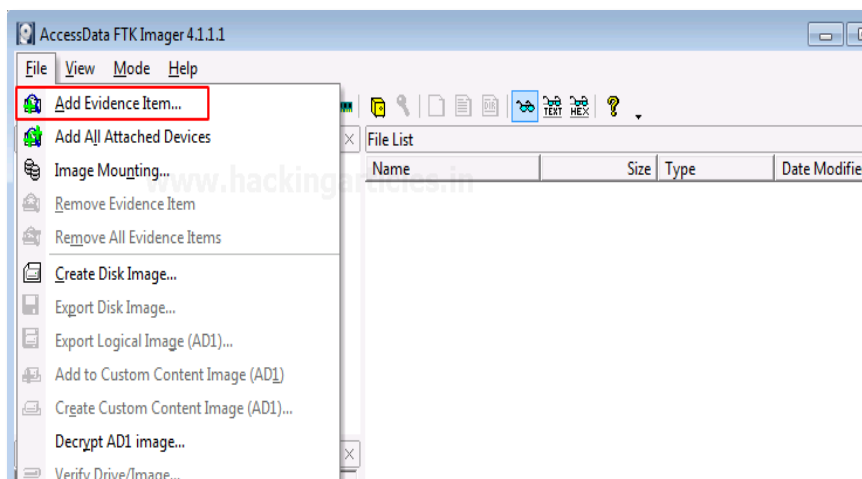 AccessData FTK Imager 4.1.1.1
File View Mode Help
Add Evidence Item...
Add All Attached Devices
Image Mounting...
Remove Evidence Item
Remove All Evidence Items
Create Disk Image...
Export Disk Image...
Export Logical Image (AD1)...
Add to Custom Content Image (AD1)
Create Custom Content Image (AD1)...
Decrypt AD1 image...
Verify Drive/Image...
TEXT HEX
File List
Name Size Type Date Modifie
www.hackingarticles.in